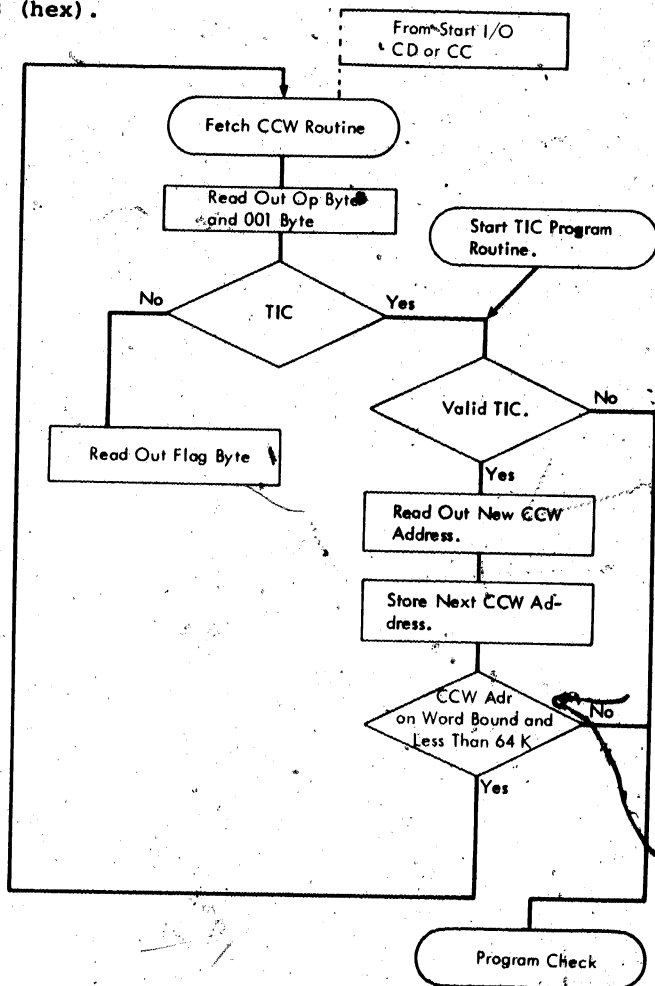 (hex).
From Start I/O
CD or CC
Fetch CCW Routine
Read Out Op Byte
and 001 Byte
Start TIC Program
Routine.
No
TIC
Yes
Valid TIC.
No
Read Out Flag Byte
Yes
Read Out New CCW
Address.
Store Next CCW Ad-
dress.
CCW Adr
on Word Bound and
Less Than 64 K
No
Yes
Program Check